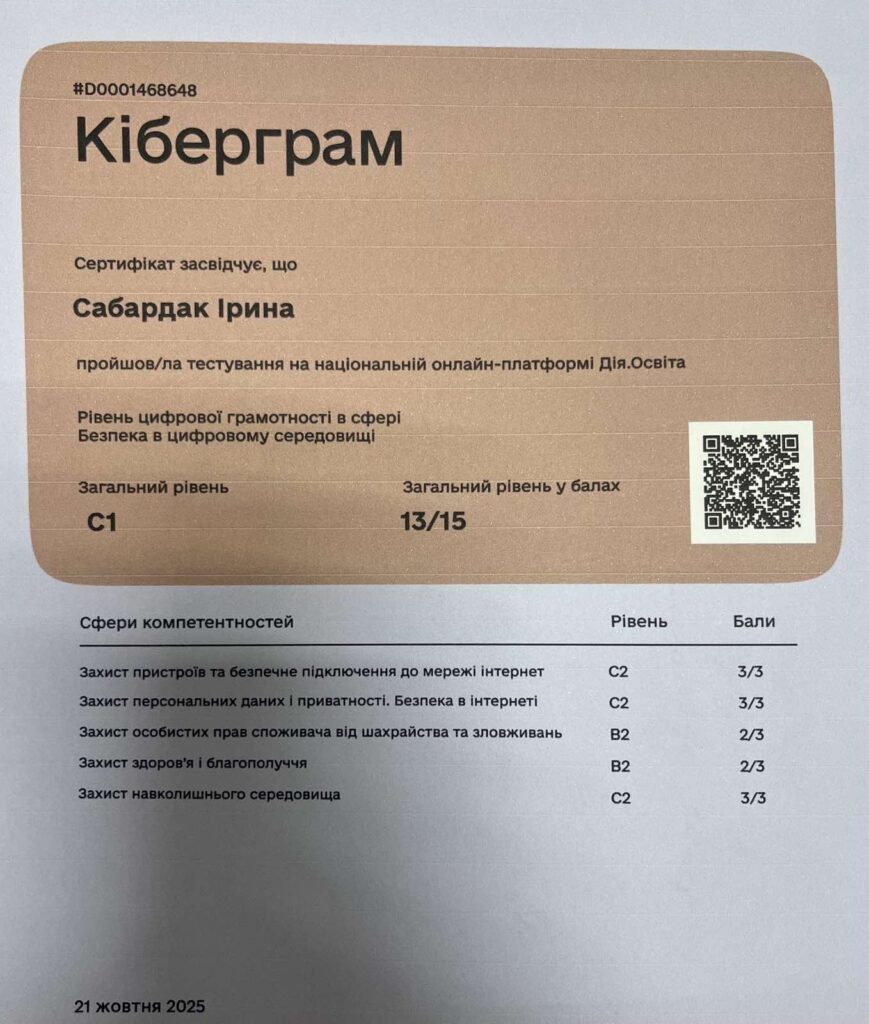 #D0001468648
Кіберграм
Сертифікат засвідчує, що
Сабардак Ірина
пройшов/ла тестування на національній онлайн-платформі Дія.Освіта
Рівень цифрової грамотності в сфері
Безпека в цифровому середовищі
Загальний рівень Загальний рівень у балах
C1 13/15
Сфери компетентностей Рівень Бали
Захист пристроїв та безпечне підключення до мережі інтернет C2 3/3
Захист персональних даних і приватності. Безпека в інтернеті C2 3/3
Захист особистих прав споживача від шахрайства та зловживань B2 2/3
Захист здоров'я і благополуччя B2 2/3
Захист навколишнього середовища C2 3/3
21 жовтня 2025